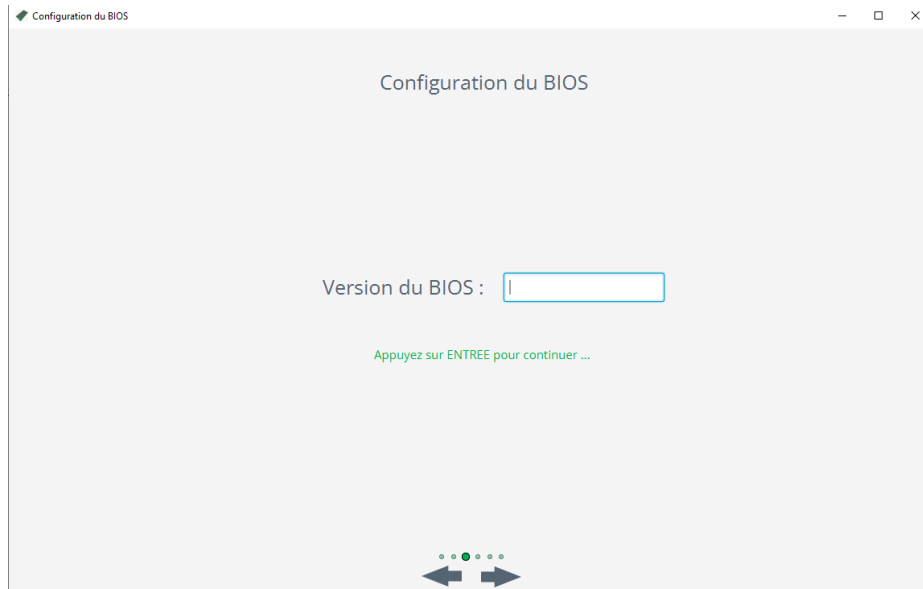 Configuration du BIOS
Configuration du BIOS
Version du BIOS :
Appuyez sur ENTREE pour continuer ...